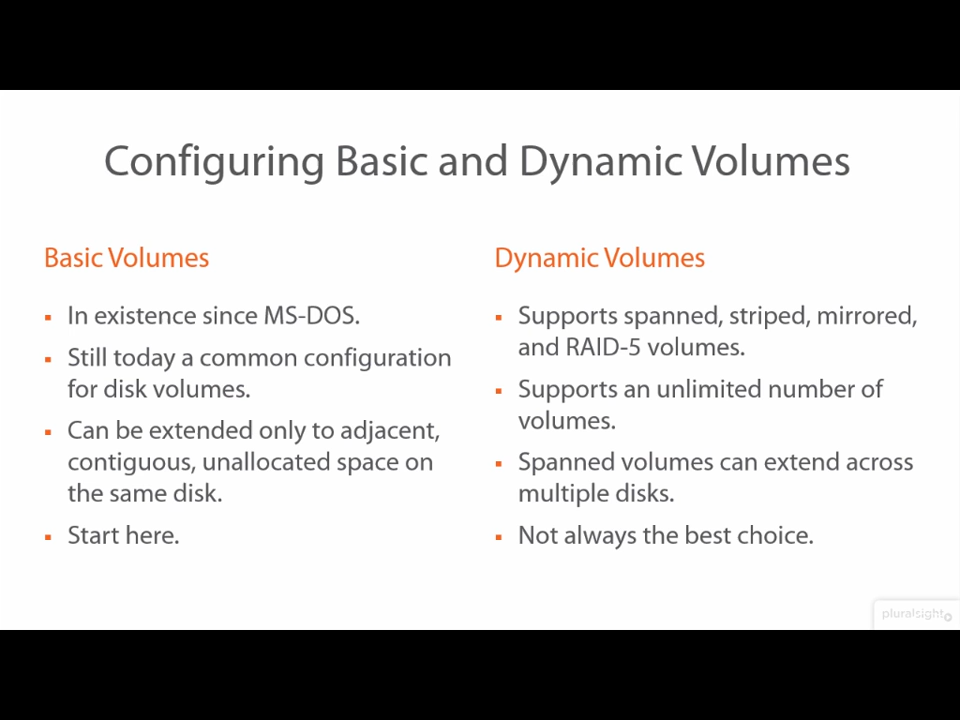 Configuring Basic and Dynamic Volumes
Basic Volumes
In existence since MS-DOS.
Still today a common configuration
for disk volumes.
Can be extended only to adjacent,
contiguous, unallocated space on
the same disk.
Start here.
Dynamic Volumes
Supports spanned, striped, mirrored,
and RAID-5 volumes.
Supports an unlimited number of
volumes.
Spanned volumes can extend across
multiple disks.
Not always the best choice.
pluralsight